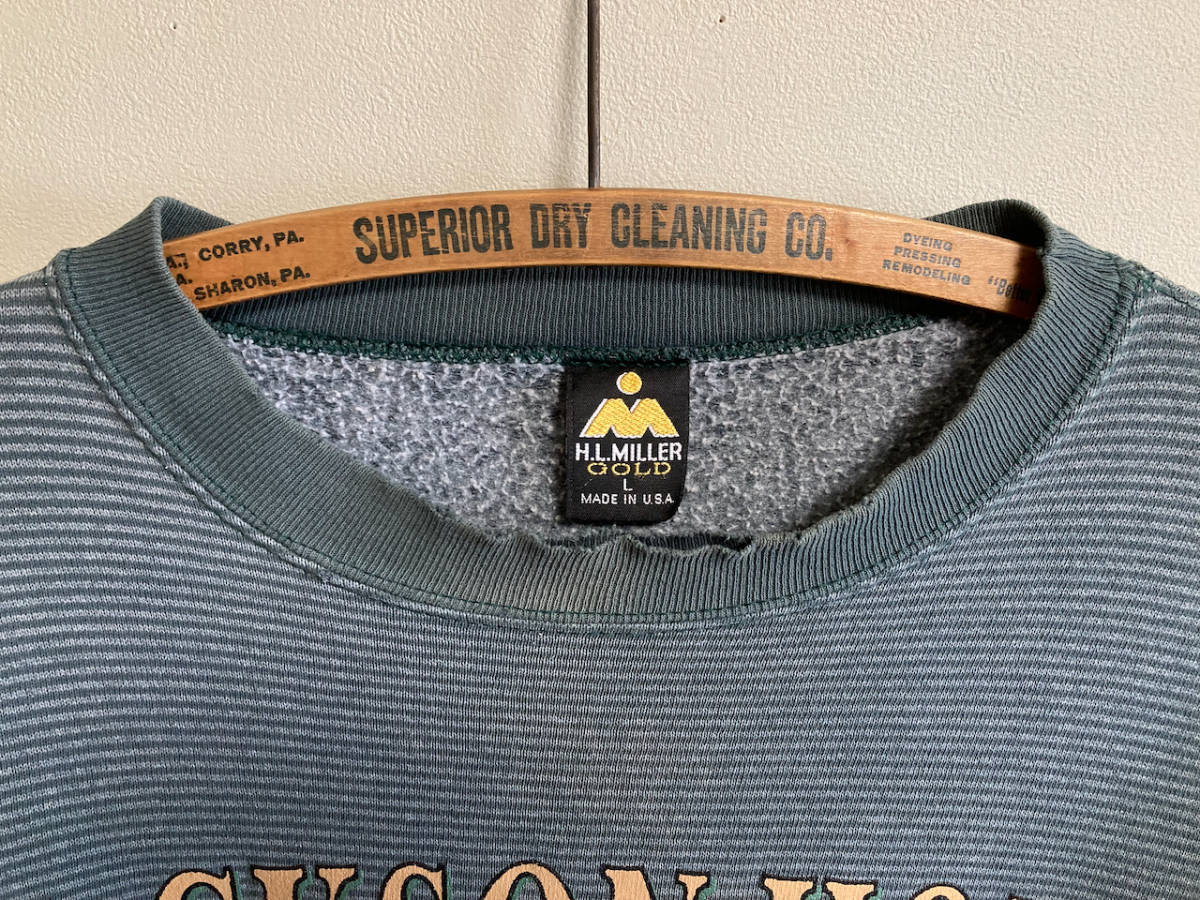 A.; CORRY, PA.
A. SHARON, PA.
SUPERIOR DRY CLEANING CO.
DYEING
PRESSING
REMODELING
H.L.MILLER
GOLD
L
MADE IN U.S.A.